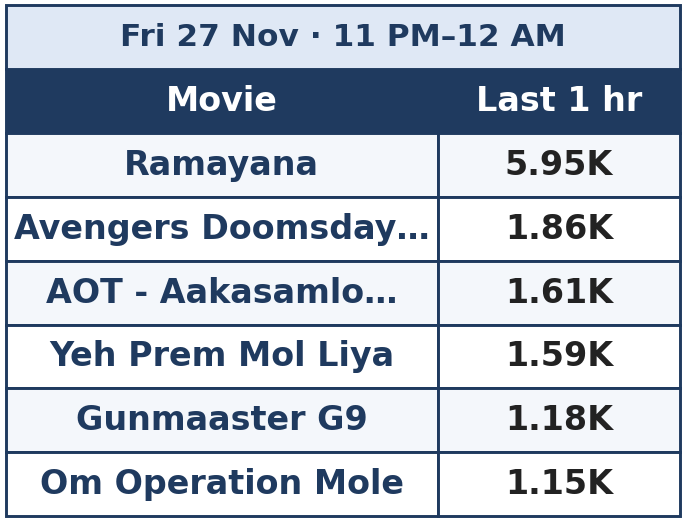 Fri 27 Nov · 11 PM–12 AM
Movie Last 1 hr
Ramayana 5.95K
Avengers Doomsday... 1.86K
AOT - Aakasamlo... 1.61K
Yeh Prem Mol Liya 1.59K
Gunmaaster G9 1.18K
Om Operation Mole 1.15K